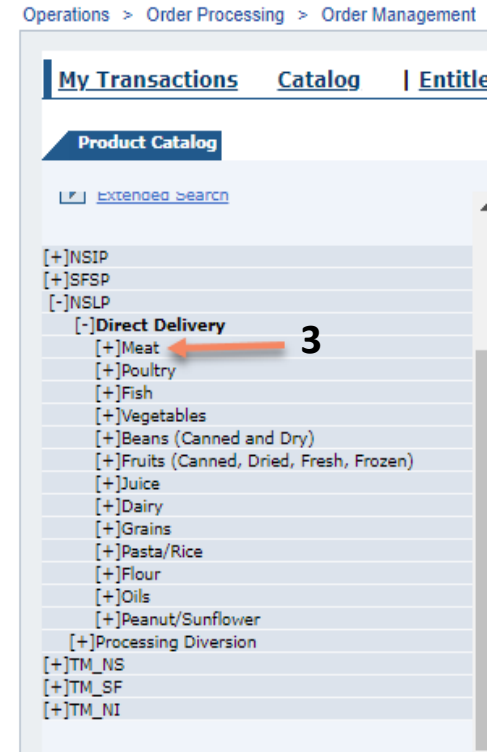 Operations > Order Processing > Order Management
My Transactions Catalog | Entitle
Product Catalog
Extended Search
[+]NSIP
[+]SFSP
[-]NSLP
[-]Direct Delivery
[+]Meat 3
[+]Poultry
[+]Fish
[+]Vegetables
[+]Beans (Canned and Dry)
[+]Fruits (Canned, Dried, Fresh, Frozen)
[+]Juice
[+]Dairy
[+]Grains
[+]Pasta/Rice
[+]Flour
[+]Oils
[+]Peanut/Sunflower
[+]Processing Diversion
[+]TM_NS
[+]TM_SF
[+]TM_NI